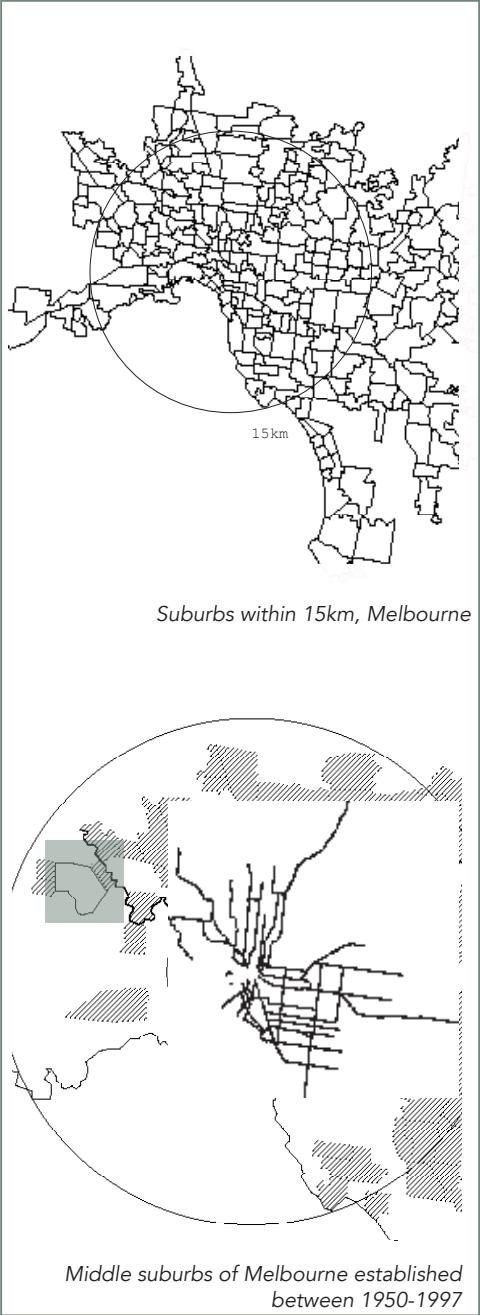 15km
Suburbs within 15km, Melbourne
Middle suburbs of Melbourne established
between 1950-1997